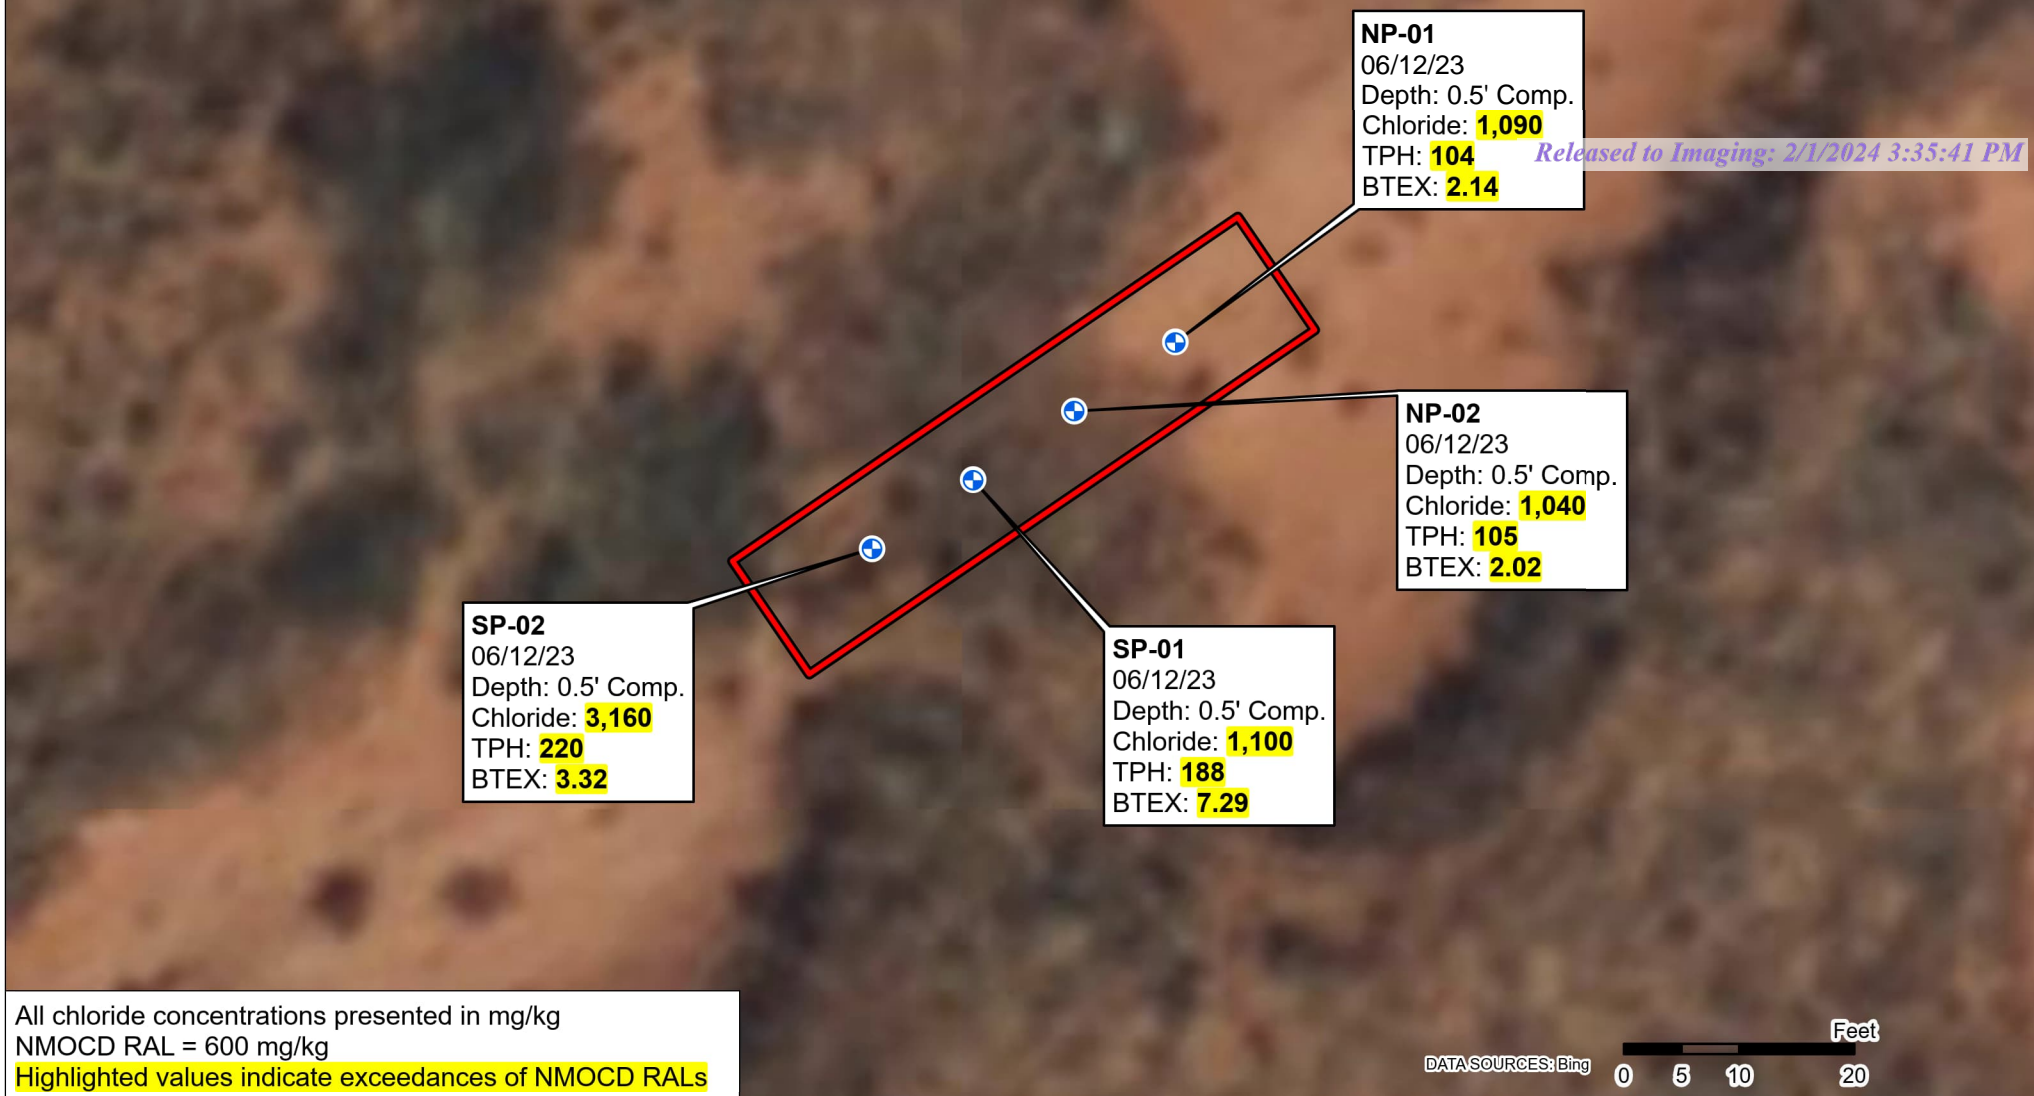 NP-01
06/12/23
Depth: 0.5' Comp.
Chloride: 1,090
TPH: 104
BTEX: 2.14
Released to Imaging: 2/1/2024 3:35:41 PM
NP-02
06/12/23
Depth: 0.5' Comp.
Chloride: 1,040
TPH: 105
BTEX: 2.02
SP-02
06/12/23
Depth: 0.5' Comp.
Chloride: 3,160
TPH: 220
BTEX: 3.32
SP-01
06/12/23
Depth: 0.5' Comp.
Chloride: 1,100
TPH: 188
BTEX: 7.29
All chloride concentrations presented in mg/kg
NMOCD RAL = 600 mg/kg
Highlighted values indicate exceedances of NMOCD RALs
DATA SOURCES: Bing
Feet
0 5 10 20